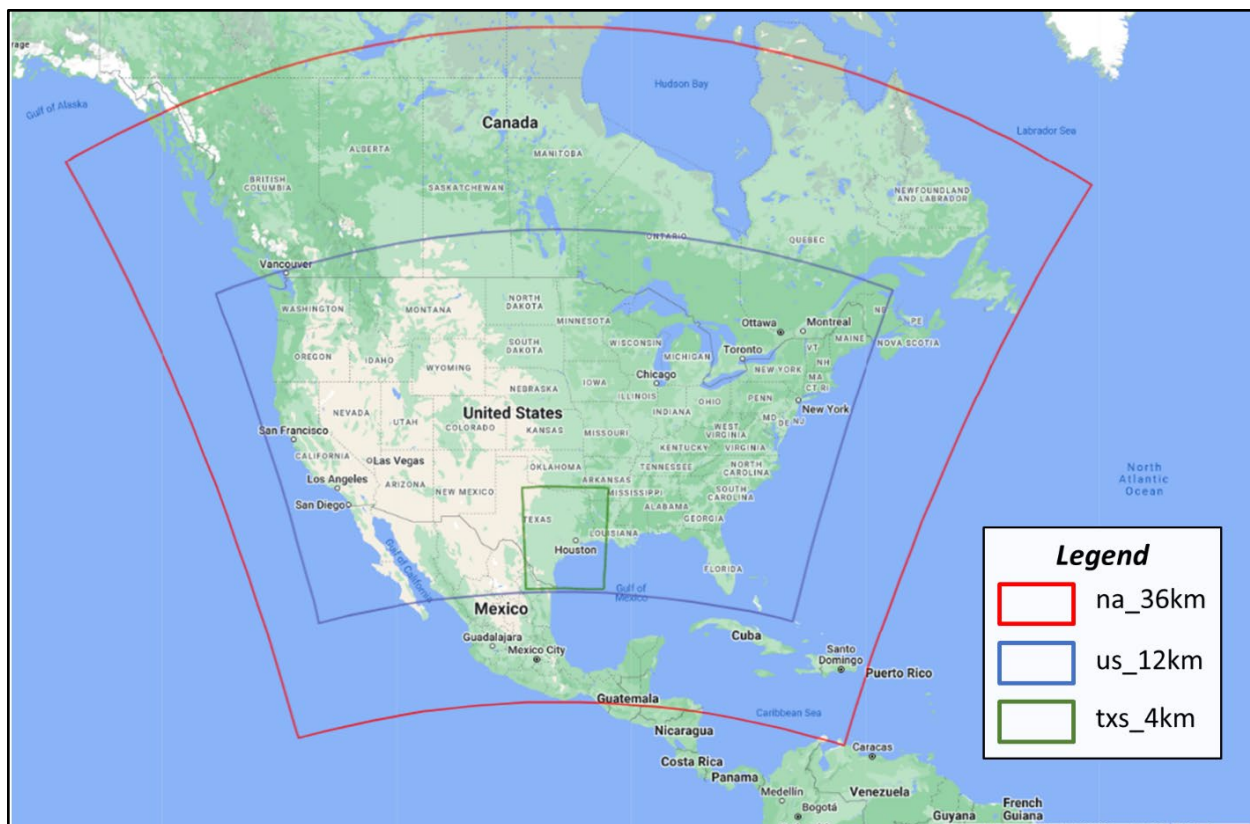 rage
Gulf of Alaska
Hudson Bay
Labrador Sea
Canada
ALBERTA
MANITOBA
BRITISH
COLUMBIA
SASKATCHEWAN
NEWFOUNDLAND
AND LABRADOR
ONTARIO
QUEBEC
Vancouver
WASHINGTON
MONTANA
NORTH
DAKOTA
MINNESOTA
Ottawa
Montreal
NB
PE
MAINE
NOVA SCOTIA
OREGON
IDAHO
SOUTH
DAKOTA
WISCONSIN
MICHIGAN
Toronto
VT
NH
WYOMING
Chicago
NEW YORK
MA
CT RI
NEBRASKA
IOWA
ILLINOIS
INDIANA
OHIO
PENN
New York
NEVADA
UTAH
United States
COLORADO
KANSAS
MISSOURI
MD
DE
NJ
WEST
VIRGINIA
San Francisco
CALIFORNIA
Las Vegas
KENTUCKY
VIRGINIA
OKLAHOMA
TENNESSEE
NORTH
CAROLINA
Los Angeles
ARIZONA
NEW MEXICO
ARKANSAS
MISSISSIPPI
SOUTH
CAROLINA
San Diego
TEXAS
ALABAMA
GEORGIA
LOUISIANA
Houston
FLORIDA
Gulf of California
Gulf of
Mexico
Mexico
Guadalajara
Mexico City
Cuba
Santo
Domingo
Puerto Rico
Guatemala
Caribbean Sea
Nicaragua
Costa Rica
Caracas
Panama
Medellín
Venezuela
Bogotá
Guyana
French
Guiana
North
Atlantic
Ocean
Legend
na_36km
us_12km
txs_4km